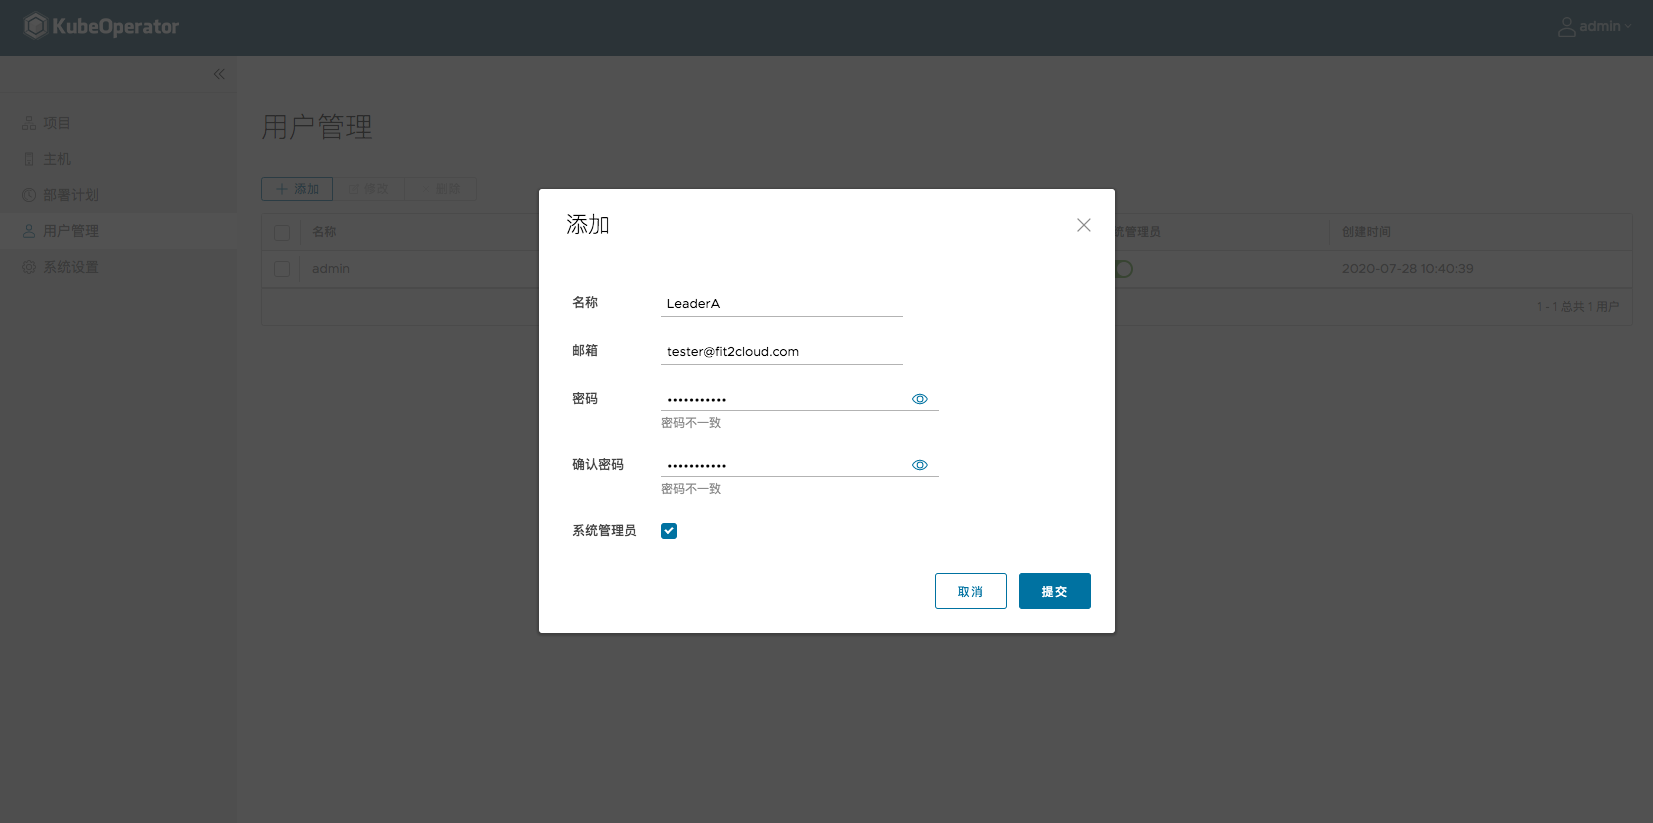 KubeOperator
admin
项目
主机
部署计划
用户管理
系统设置
用户管理
添加 修改 删除
名称
统管理员
创建时间
admin
2020-07-28 10:40:39
1 - 1 总共 1 用户
添加
名称
LeaderA
邮箱
tester@fit2cloud.com
密码
•••••••••••
密码不一致
确认密码
•••••••••••
密码不一致
系统管理员
取消
提交